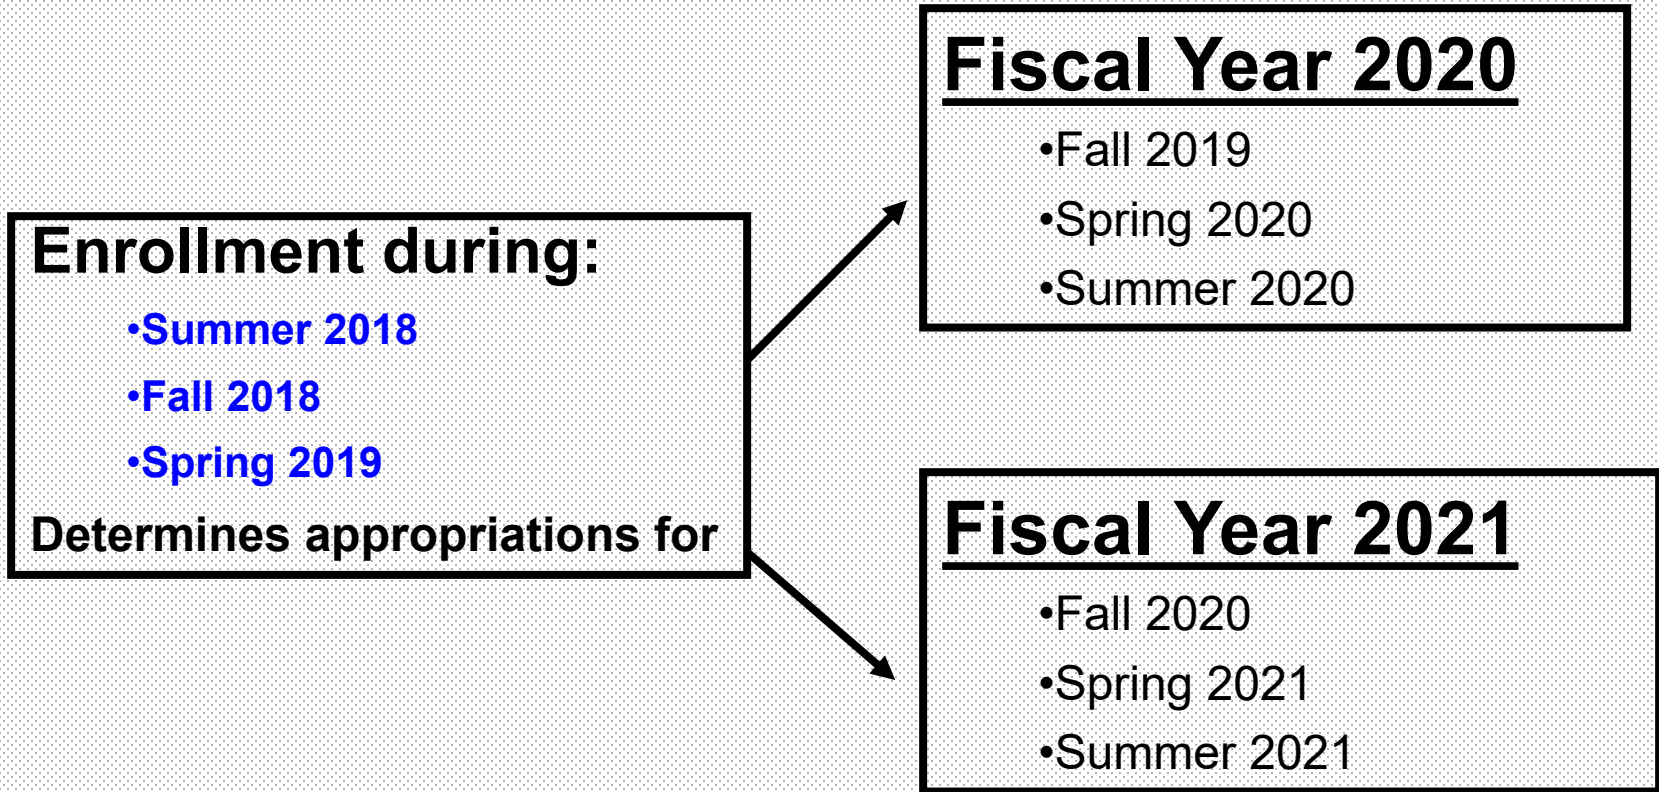 Enrollment during:
•Summer 2018
•Fall 2018
•Spring 2019
Determines appropriations for
Fiscal Year 2020
•Fall 2019
•Spring 2020
•Summer 2020
Fiscal Year 2021
•Fall 2020
•Spring 2021
•Summer 2021